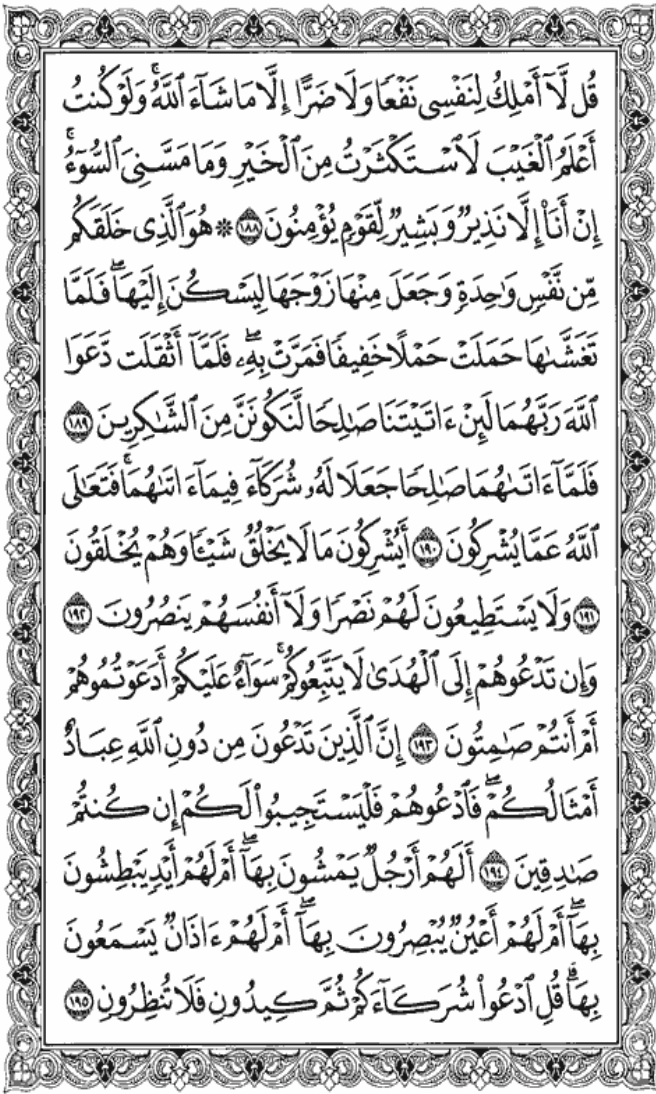 قُل لَّآ أَمْلِكُ لِنَفْسِى نَفْعًا وَلَا ضَرًّا إِلَّا مَا شَآءَ ٱللَّهُ ۚ وَلَوْ كُنتُ
أَعْلَمُ ٱلْغَيْبَ لَٱسْتَكْثَرْتُ مِنَ ٱلْخَيْرِ وَمَا مَسَّنِىَ ٱلسُّوٓءُ ۚ
إِنْ أَنَا۠ إِلَّا نَذِيرٌ وَبَشِيرٌ لِّقَوْمٍ يُؤْمِنُونَ ١٨٨ ۞ هُوَ ٱلَّذِى خَلَقَكُم
مِّن نَّفْسٍ وَٰحِدَةٍ وَجَعَلَ مِنْهَا زَوْجَهَا لِيَسْكُنَ إِلَيْهَا ۖ فَلَمَّا
تَغَشَّىٰهَا حَمَلَتْ حَمْلًا خَفِيفًا فَمَرَّتْ بِهِۦ ۖ فَلَمَّآ أَثْقَلَت دَّعَوَا
ٱللَّهَ رَبَّهُمَا لَئِنْ ءَاتَيْتَنَا صَٰلِحًا لَّنَكُونَنَّ مِنَ ٱلشَّٰكِرِينَ ١٨٩
فَلَمَّآ ءَاتَىٰهُمَا صَٰلِحًا جَعَلَا لَهُۥ شُرَكَآءَ فِيمَآ ءَاتَىٰهُمَا ۚ فَتَعَٰلَى
ٱللَّهُ عَمَّا يُشْرِكُونَ ١٩٠ أَيُشْرِكُونَ مَا لَا يَخْلُقُ شَيْـًٔا وَهُمْ يُخْلَقُونَ
١٩١ وَلَا يَسْتَطِيعُونَ لَهُمْ نَصْرًا وَلَآ أَنفُسَهُمْ يَنصُرُونَ ١٩٢
وَإِن تَدْعُوهُمْ إِلَى ٱلْهُدَىٰ لَا يَتَّبِعُوكُمْ ۚ سَوَآءٌ عَلَيْكُمْ أَدَعَوْتُمُوهُمْ
أَمْ أَنتُمْ صَٰمِتُونَ ١٩٣ إِنَّ ٱلَّذِينَ تَدْعُونَ مِن دُونِ ٱللَّهِ عِبَادٌ
أَمْثَالُكُمْ ۖ فَٱدْعُوهُمْ فَلْيَسْتَجِيبُوا۟ لَكُمْ إِن كُنتُمْ
صَٰدِقِينَ ١٩٤ أَلَهُمْ أَرْجُلٌ يَمْشُونَ بِهَآ ۖ أَمْ لَهُمْ أَيْدٍ يَبْطِشُونَ
بِهَآ ۖ أَمْ لَهُمْ أَعْيُنٌ يُبْصِرُونَ بِهَآ ۖ أَمْ لَهُمْ ءَاذَانٌ يَسْمَعُونَ
بِهَا ۗ قُلِ ٱدْعُوا۟ شُرَكَآءَكُمْ ثُمَّ كِيدُونِ فَلَا تُنظِرُونِ ١٩٥